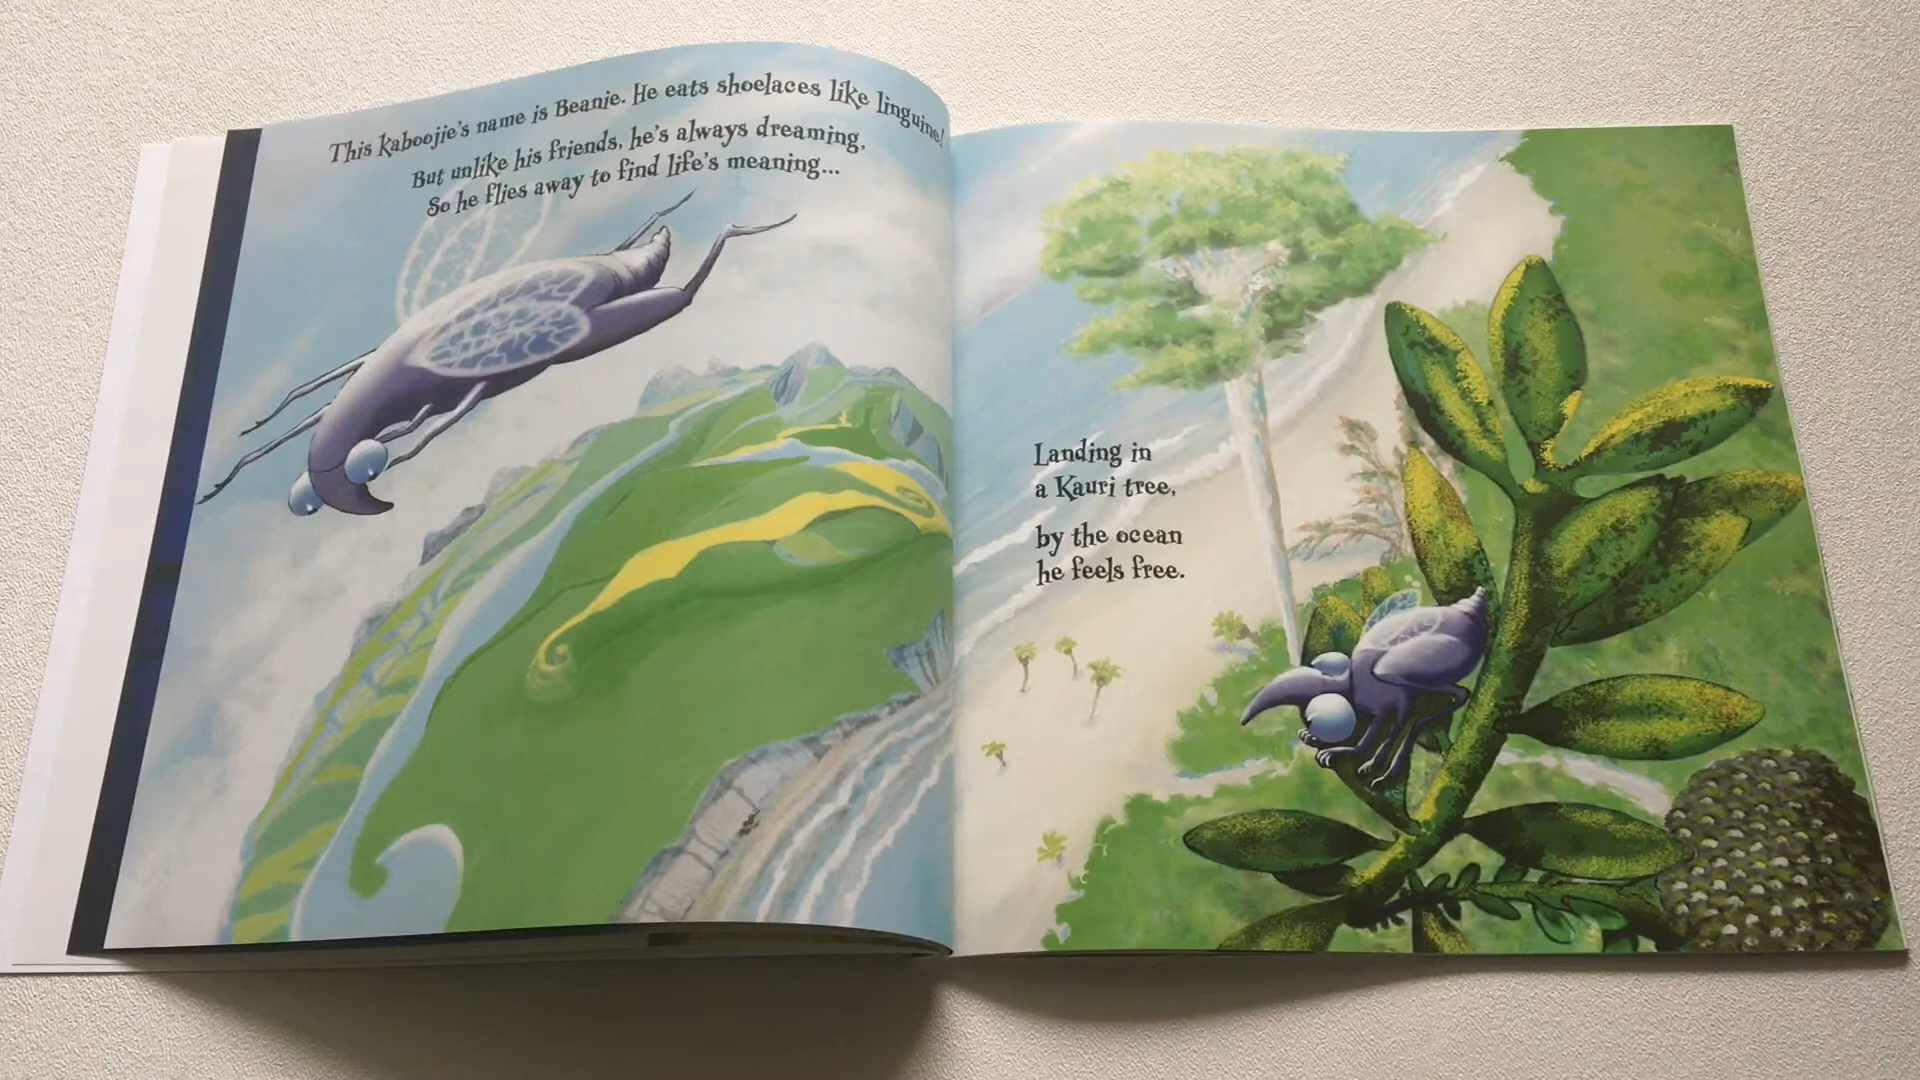 This kaboojie's name is Beanie. He eats shoelaces like linguine!
But unlike his friends, he's always dreaming,
So he flies away to find life's meaning...
Landing in
a Kauri tree,
by the ocean
he feels free.